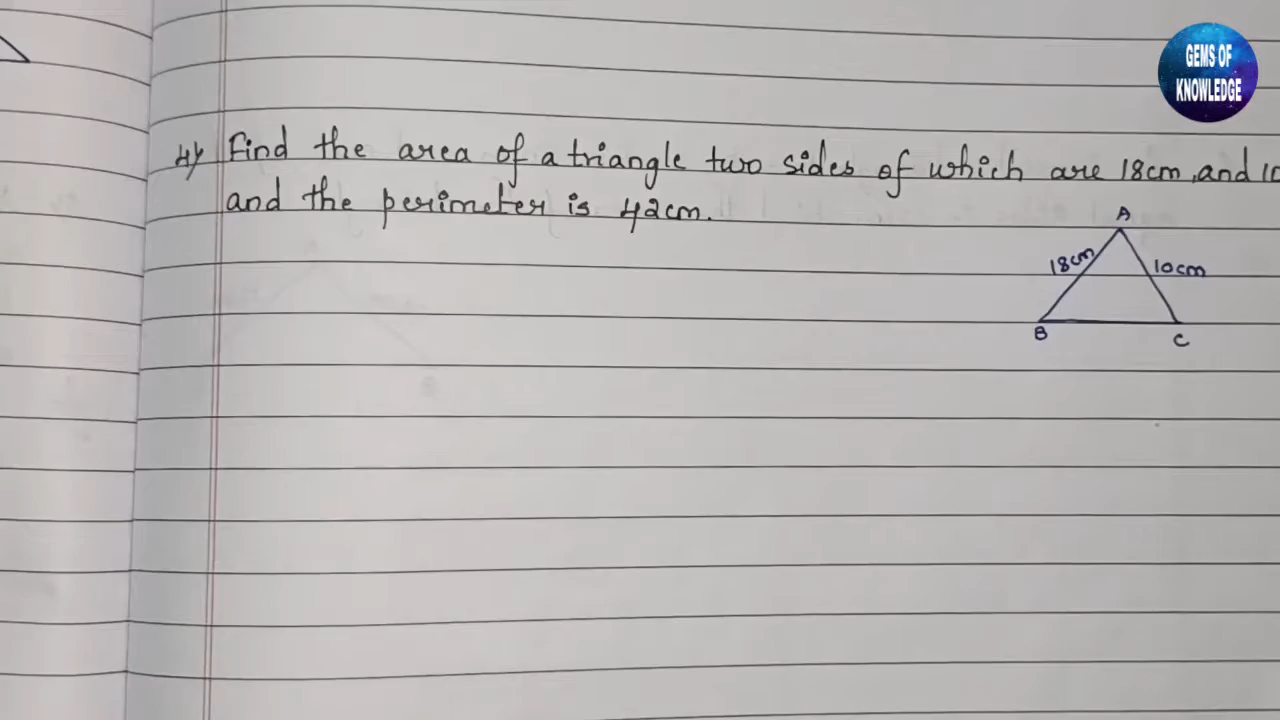 GEMS OF
KNOWLEDGE
4) Find the area of a triangle two sides of which are 18cm, and 10
and the perimeter is 42cm.
A
18cm 10cm
B C